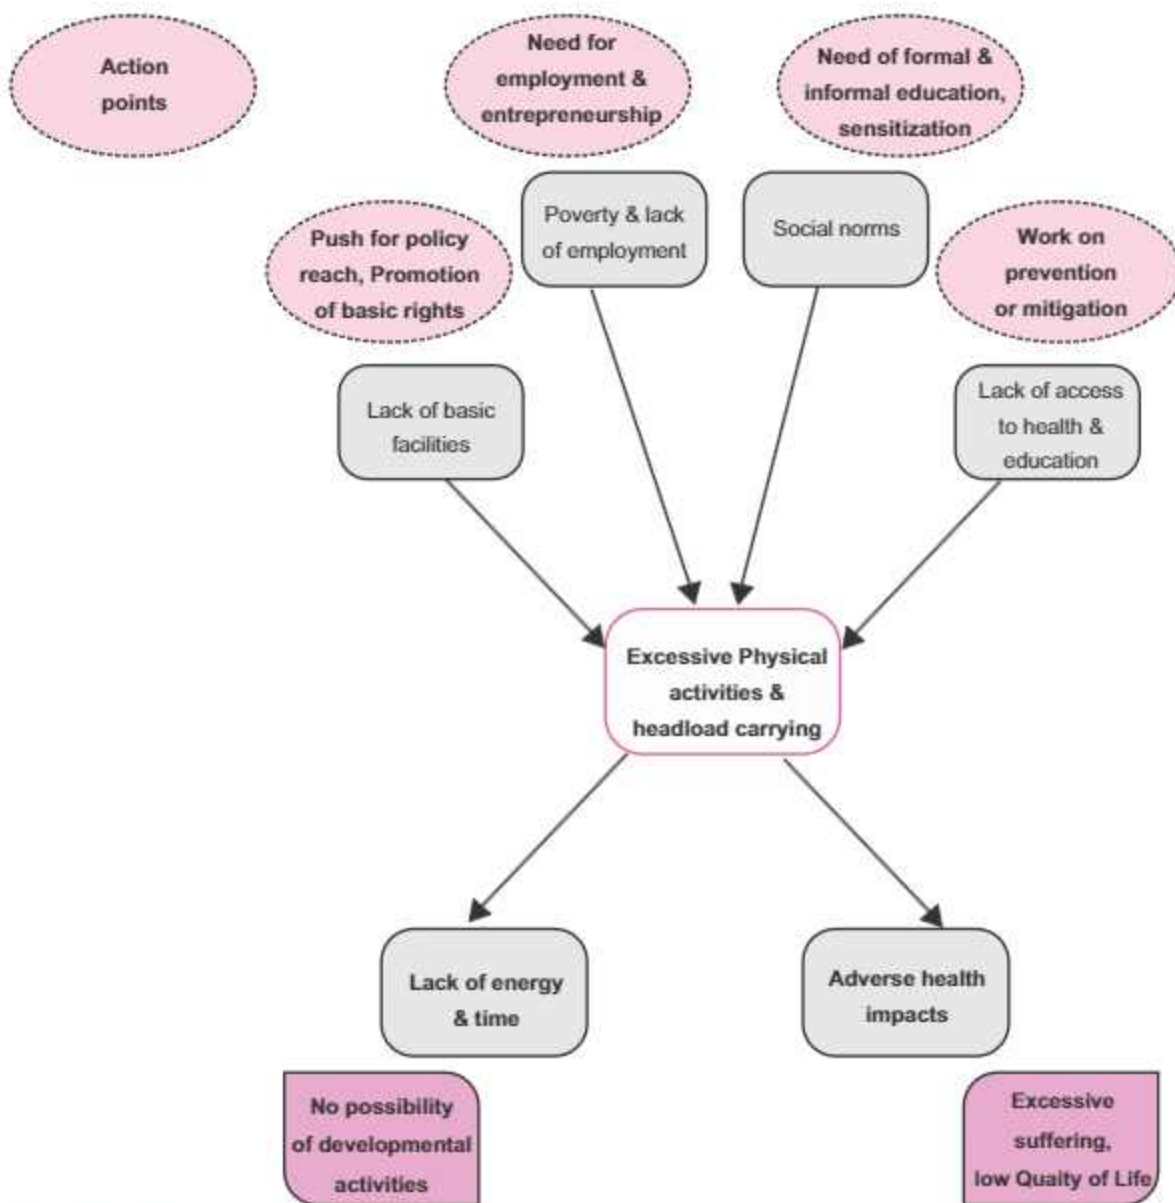 Action
points
Need for
employment &
entrepreneurship
Need of formal &
informal education,
sensitization
Push for policy
reach, Promotion
of basic rights
Poverty & lack
of employment
Social norms
Work on
prevention
or mitigation
Lack of basic
facilities
Lack of access
to health &
education
Excessive Physical
activities &
headload carrying
Lack of energy
& time
Adverse health
impacts
No possibility
of developmental
activities
Excessive
suffering,
low Quaity of Life